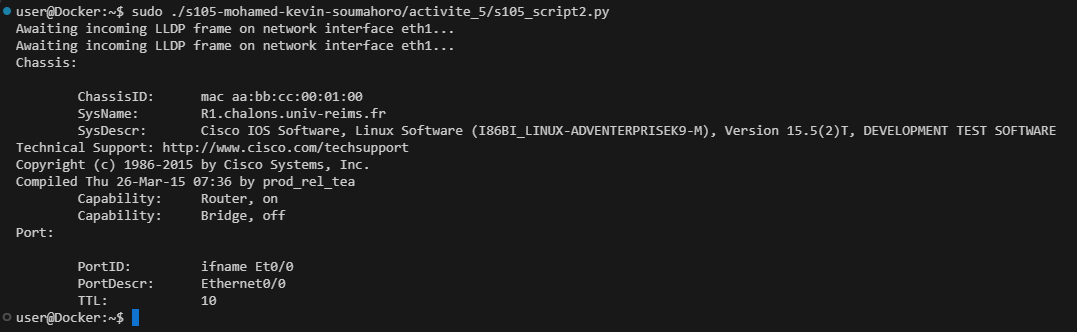 user@Docker:~$ sudo ./s105-mohamed-kevin-soumahoro/activite_5/s105_script2.py
Awaiting incoming LLDP frame on network interface eth1...
Awaiting incoming LLDP frame on network interface eth1...
Chassis:
ChassisID: mac aa:bb:cc:00:01:00
SysName: R1.chalons.univ-reims.fr
SysDescr: Cisco IOS Software, Linux Software (I86BI_LINUX-ADVENTERPRISEK9-M), Version 15.5(2)T, DEVELOPMENT TEST SOFTWARE
Technical Support: http://www.cisco.com/techsupport
Copyright (c) 1986-2015 by Cisco Systems, Inc.
Compiled Thu 26-Mar-15 07:36 by prod_rel_tea
Capability: Router, on
Capability: Bridge, off
Port:
PortID: ifname Et0/0
PortDescr: Ethernet0/0
TTL: 10
user@Docker:~$